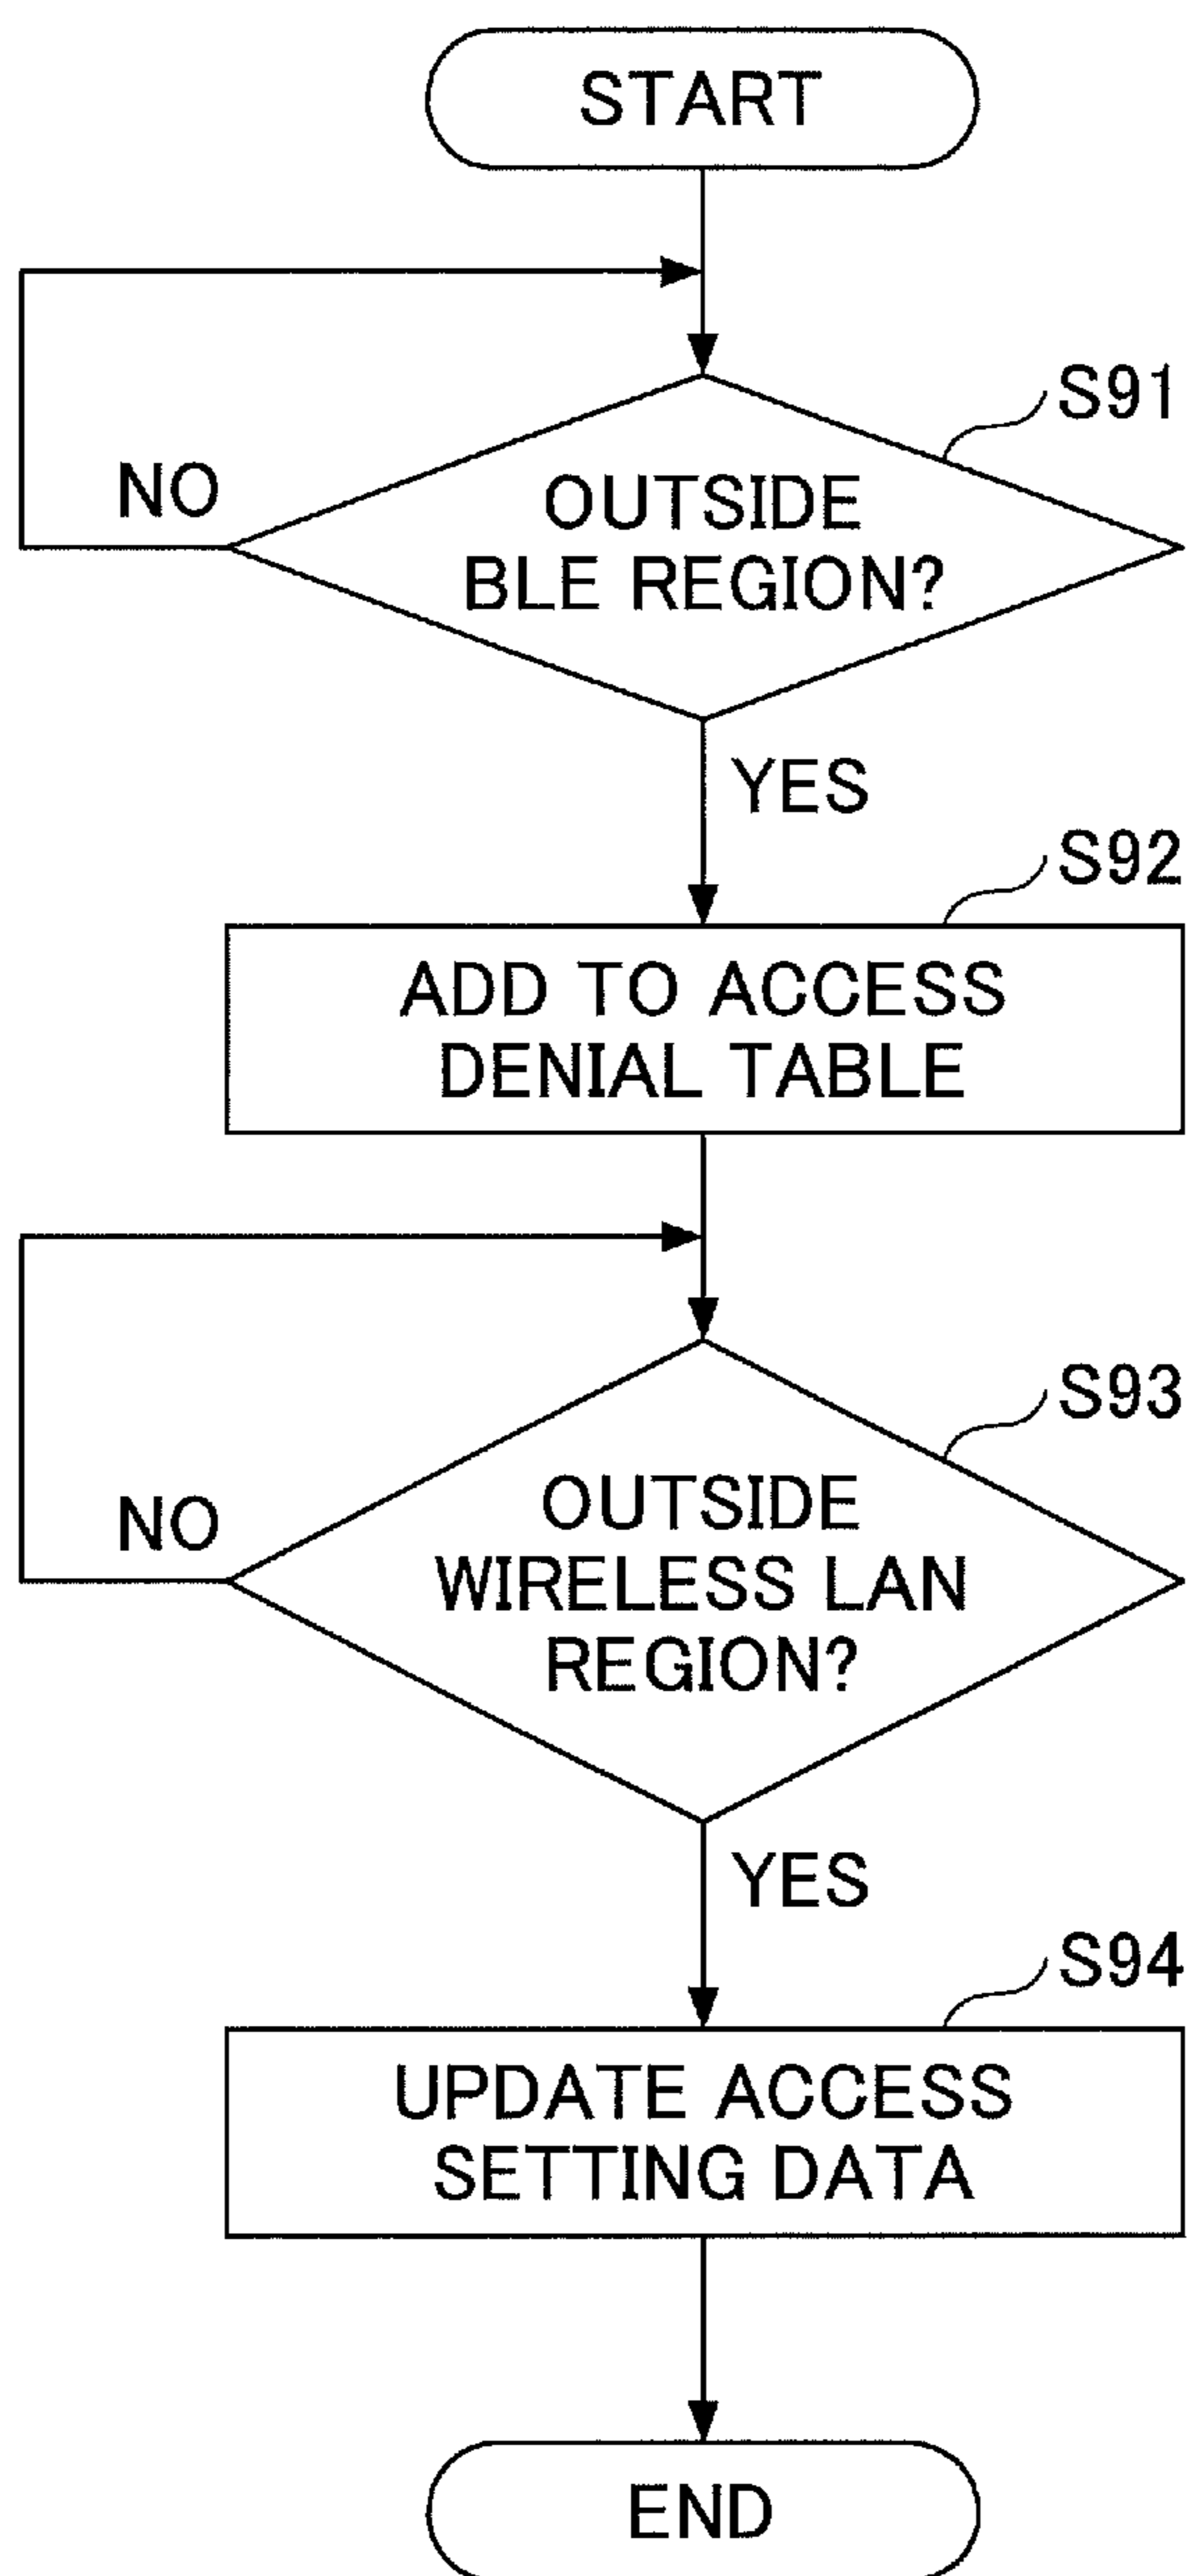 START
S91
NO
OUTSIDE
BLE REGION?
YES
S92
ADD TO ACCESS
DENIAL TABLE
S93
NO
OUTSIDE
WIRELESS LAN
REGION?
YES
S94
UPDATE ACCESS
SETTING DATA
END